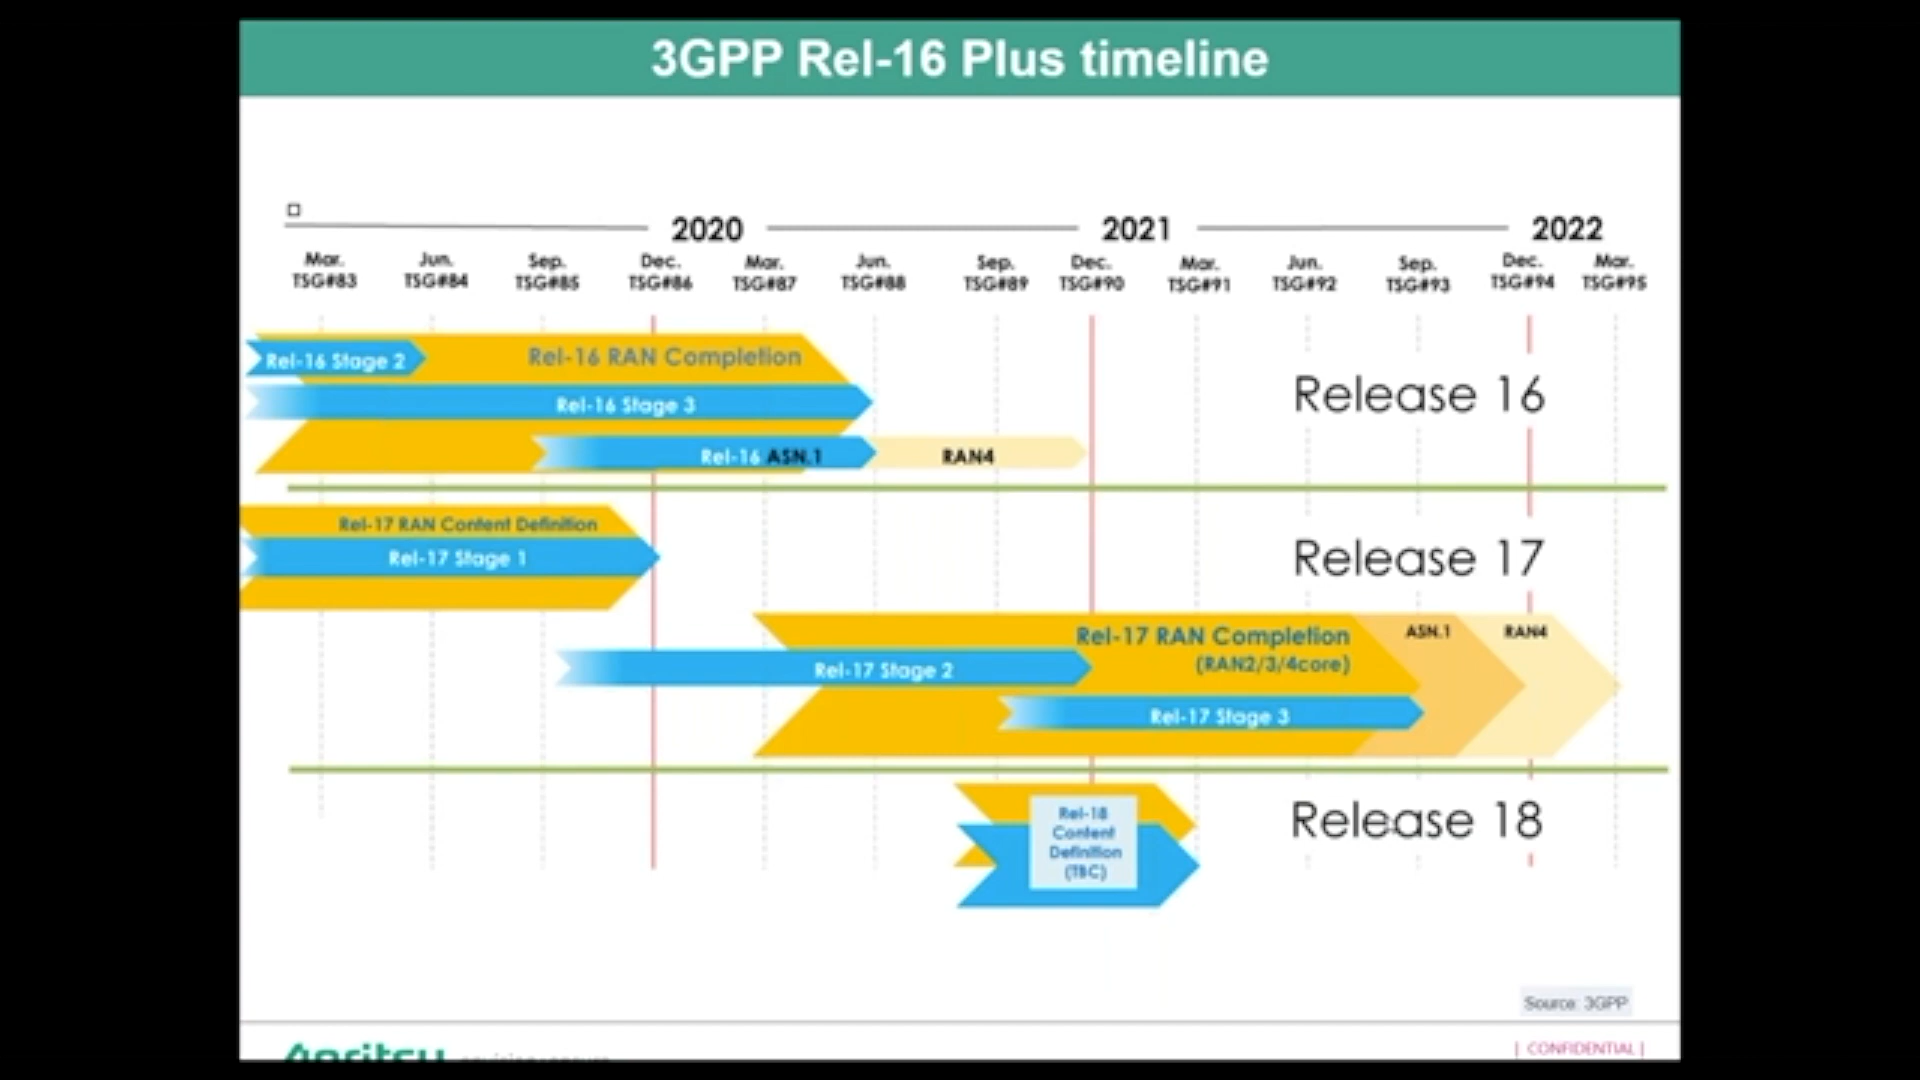 3GPP Rel-16 Plus timeline
2020 2021 2022
Mar. Jun. Sep. Dec. Mar. Jun. Sep. Dec. Mar. Jun. Sep. Dec. Mar.
TSG#83 TSG#84 TSG#85 TSG#86 TSG#87 TSG#88 TSG#89 TSG#90 TSG#91 TSG#92 TSG#93 TSG#94 TSG#95
Rel-16 Stage 2 Rel-16 RAN Completion
Rel-16 Stage 3
Release 16
Rel-16 ASN.1 RAN4
Rel-17 RAN Content Definition
Rel-17 Stage 1
Release 17
Rel-17 RAN Completion ASN.1 RAN4
(RAN2/3/4core)
Rel-17 Stage 2
Rel-17 Stage 3
Rel-18
Content
Definition
(TBC)
Release 18
Source: 3GPP
Anritsu
| CONFIDENTIAL |